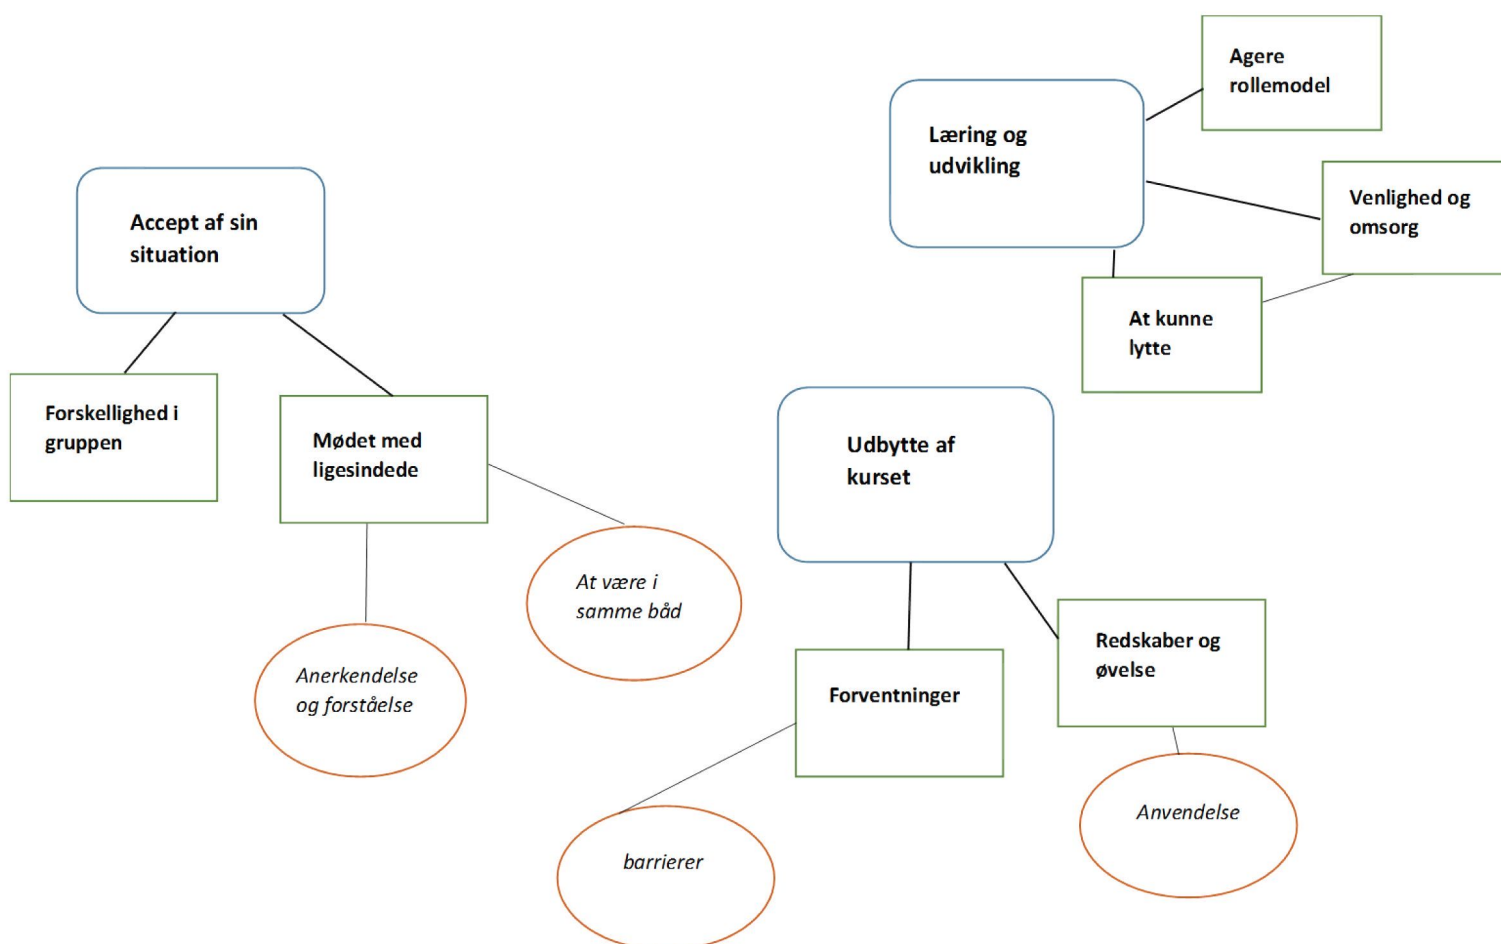 Agere
rollemodel
Læring og
udvikling
Venlighed og
omsorg
At kunne
lytte
Accept af sin
situation
Forskellighed i
gruppen
Mødet med
ligesindede
Anerkendelse
og forståelse
At være i
samme båd
Udbytte af
kurset
Forventninger
Redskaber og
øvelse
barrierer
Anvendelse